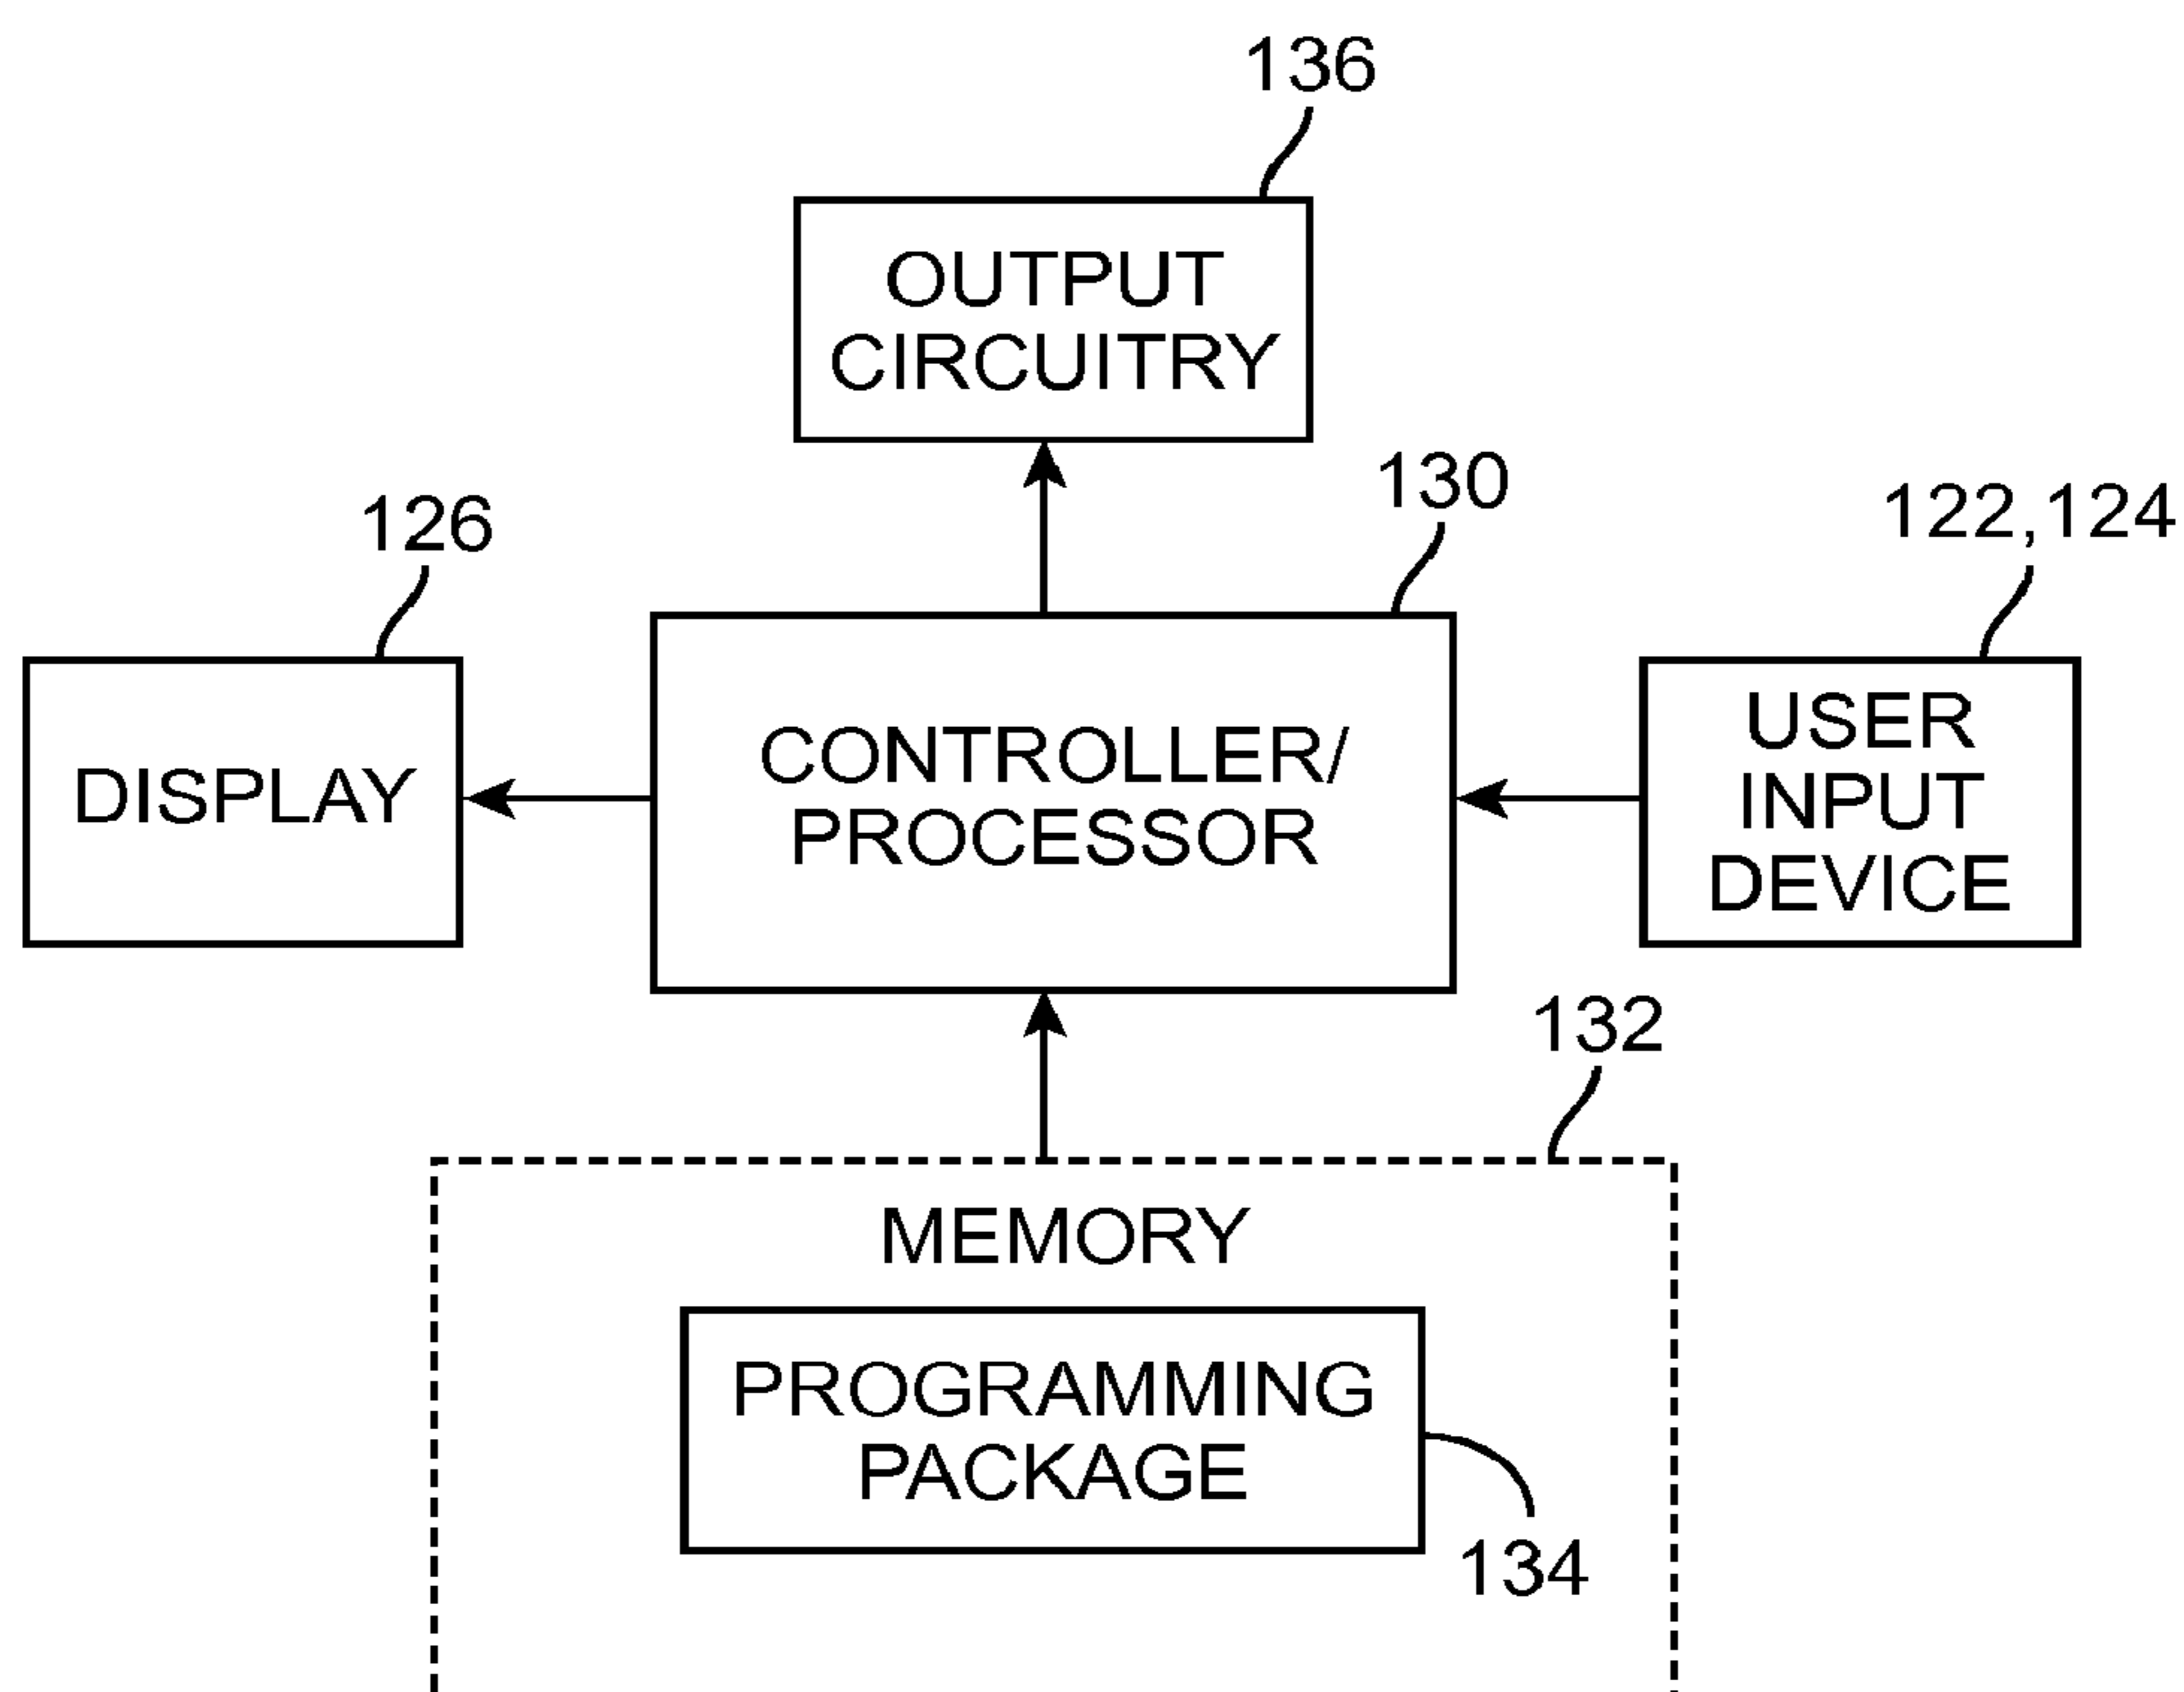 136
OUTPUT
CIRCUITRY
130
126
122,124
DISPLAY
CONTROLLER/
PROCESSOR
USER
INPUT
DEVICE
132
MEMORY
PROGRAMMING
PACKAGE
134